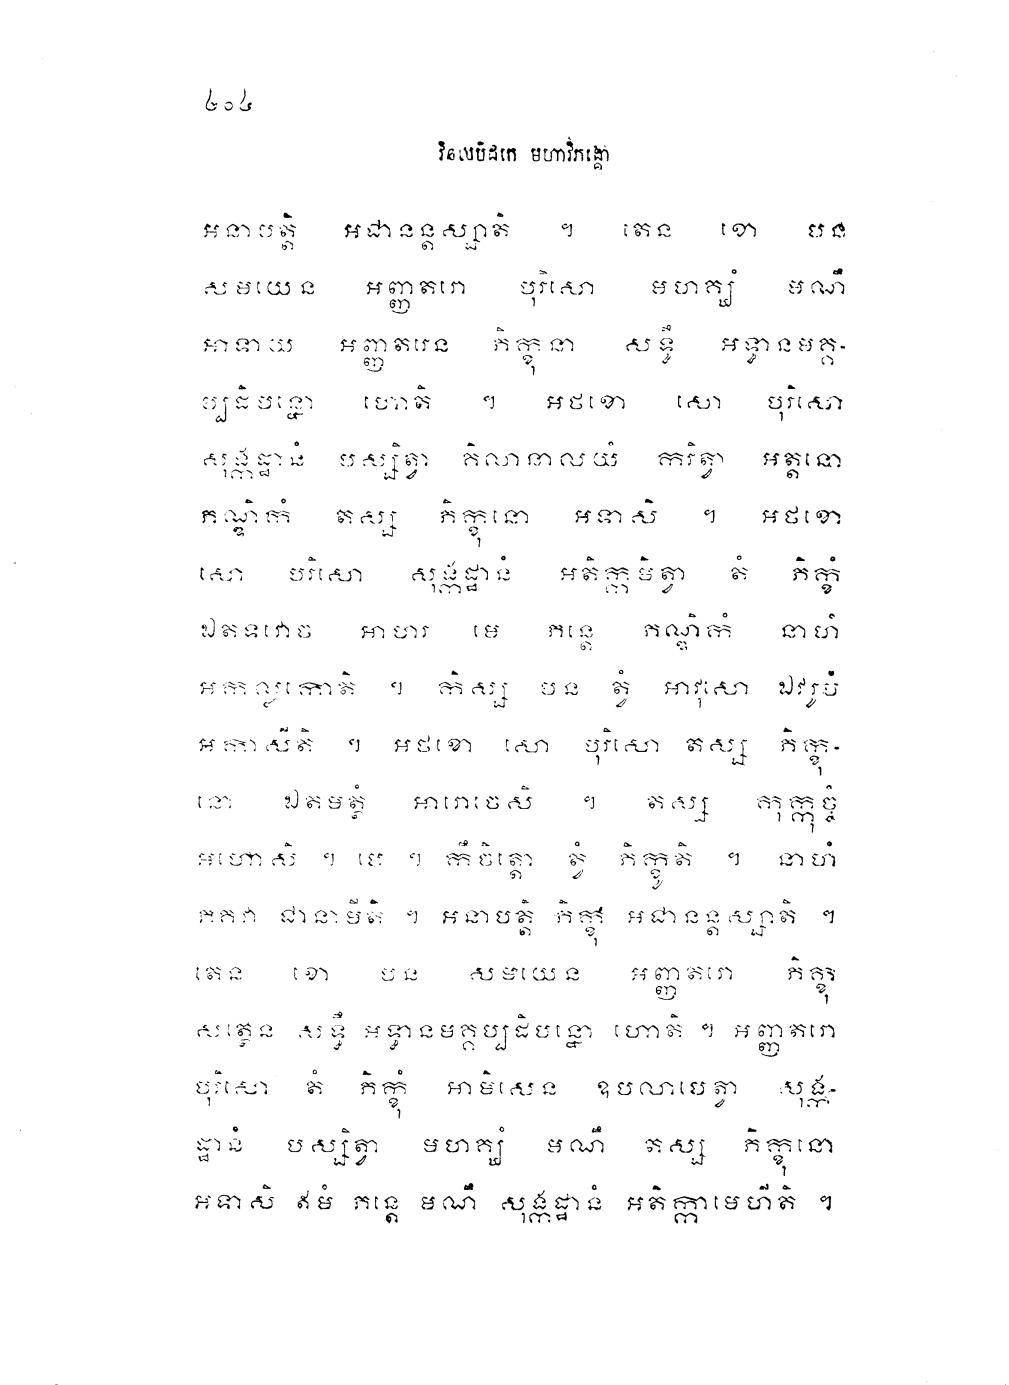 ៤០៤
វិនយបិដកេ មហាវិភង្គោ
អនាបត្តិ អជានន្តស្សាតិ ។ តេន ខោ បន
សមយេន អញ្ញតរោ បុរិសោ មហគ្ឃំ មណឹ
អាទាយ អញ្ញតរេន ភិក្ខុនា សទ្ធឹ អទ្ធានមគ្គ-
ប្បដិបន្នោ ហោតិ ។ អថខោ សោ បុរិសោ
សុង្កដ្ឋានំ បស្សិត្វា គិលានាលយំ ករិត្វា អត្តនោ
ភណ្ឌិកំ តស្ស ភិក្ខុនោ អទាសិ ។ អថខោ
សោ បុរិសោ សុង្កដ្ឋានំ អតិក្កមិត្វា តំ ភិក្ខុំ
ឯតទវោច អាហរ មេ ភន្តេ ភណ្ឌិកំ នាហំ
អកល្លកោតិ ។ កិស្ស បន ត្វំ អាវុសោ ឯវរូបំ
អកាសីតិ ។ អថខោ សោ បុរិសោ តស្ស ភិក្ខុ-
នោ ឯតមត្ថំ អារោចេសិ ។ តស្ស កុក្កុច្ចំ
អហោសិ ។ បេ ។ កឹចិត្តោ ត្វំ ភិក្ខូតិ ។ នាហំ
ភគវា ជានាមីតិ ។ អនាបត្តិ ភិក្ខុ អជានន្តស្សាតិ ។
តេន ខោ បន សមយេន អញ្ញតរោ ភិក្ខុ
សត្ថេន សទ្ធឹ អទ្ធានមគ្គប្បដិបន្នោ ហោតិ ។ អញ្ញតរោ
បុរិសោ តំ ភិក្ខុំ អាមិសេន ឧបលាបេត្វា សុង្ក-
ដ្ឋានំ បស្សិត្វា មហគ្ឃំ មណឹ តស្ស ភិក្ខុនោ
អទាសិ ឥមំ ភន្តេ មណឹ សុង្កដ្ឋានំ អតិក្កាមេហីតិ ។